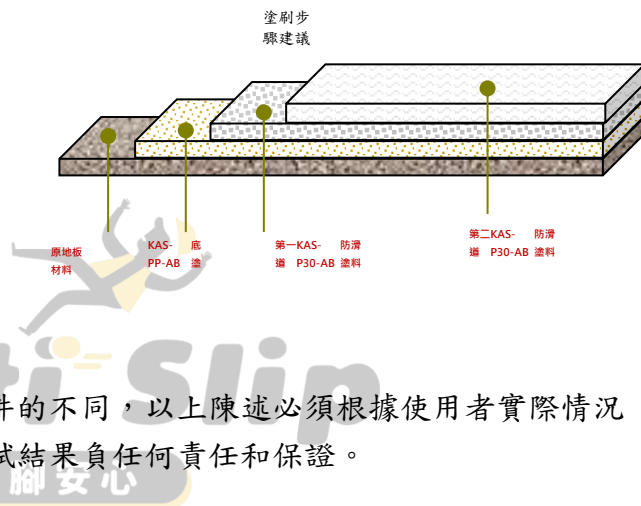 塗刷步
驟建議
原地板
材料
KAS- 底
PP-AB 塗
第一KAS- 防滑
道 P30-AB 塗料
第二KAS- 防滑
道 P30-AB 塗料
ti-Slip
件的不同，以上陳述必須根據使用者實際情況
試結果負任何責任和保證。
腳安心